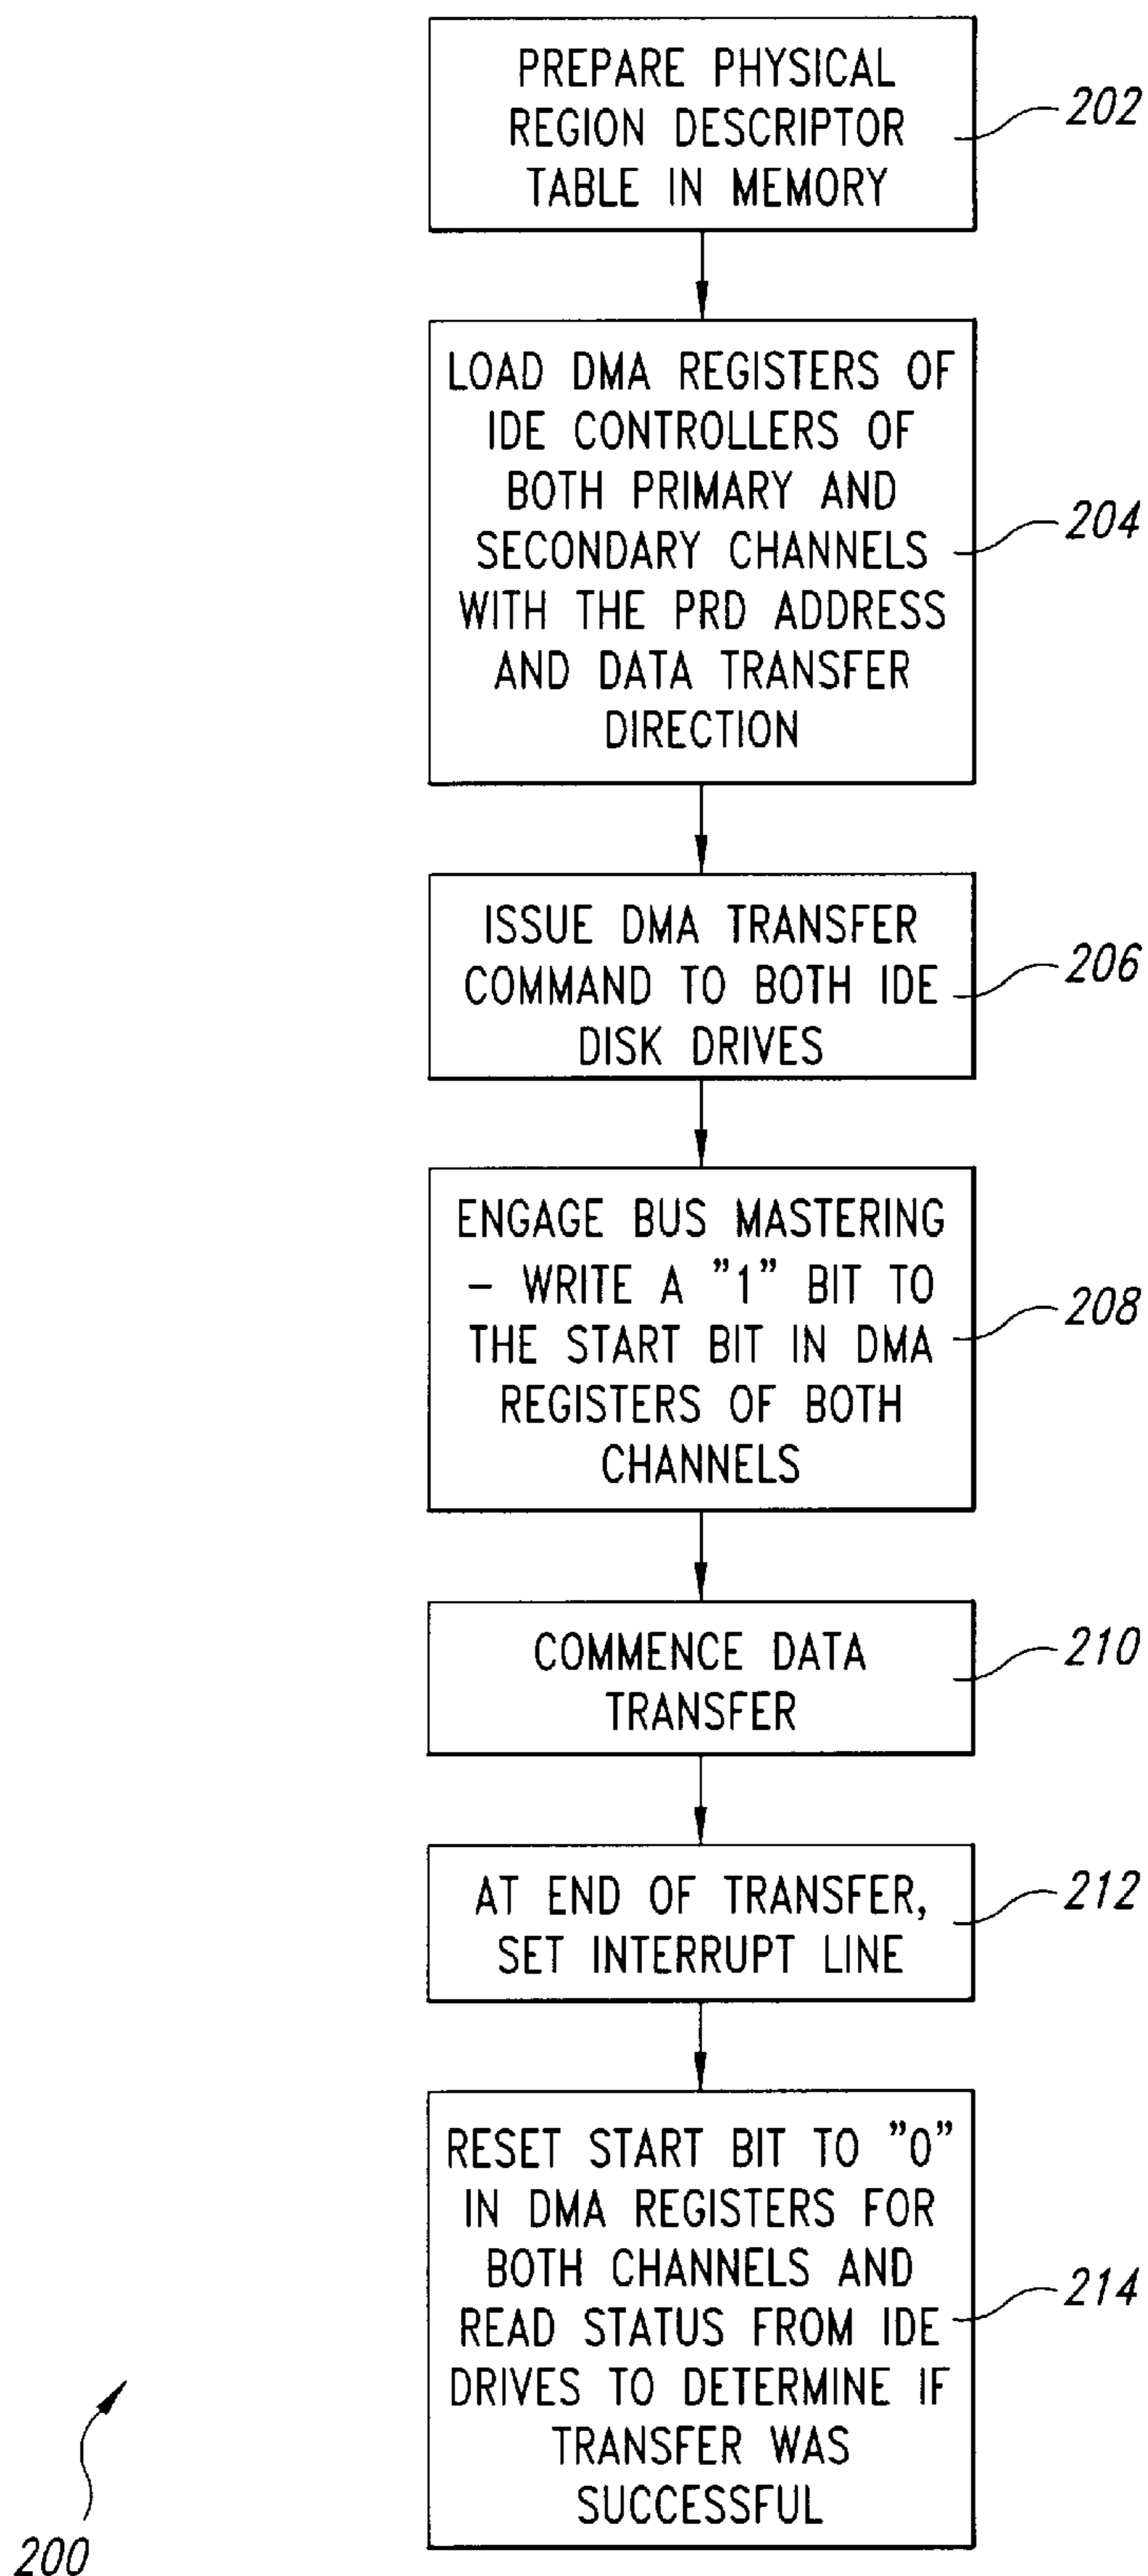 PREPARE PHYSICAL
REGION DESCRIPTOR
TABLE IN MEMORY
202
LOAD DMA REGISTERS OF
IDE CONTROLLERS OF
BOTH PRIMARY AND
SECONDARY CHANNELS
WITH THE PRD ADDRESS
AND DATA TRANSFER
DIRECTION
204
ISSUE DMA TRANSFER
COMMAND TO BOTH IDE
DISK DRIVES
206
ENGAGE BUS MASTERING
– WRITE A "1" BIT TO
THE START BIT IN DMA
REGISTERS OF BOTH
CHANNELS
208
COMMENCE DATA
TRANSFER
210
AT END OF TRANSFER,
SET INTERRUPT LINE
212
RESET START BIT TO "0"
IN DMA REGISTERS FOR
BOTH CHANNELS AND
READ STATUS FROM IDE
DRIVES TO DETERMINE IF
TRANSFER WAS
SUCCESSFUL
214
200